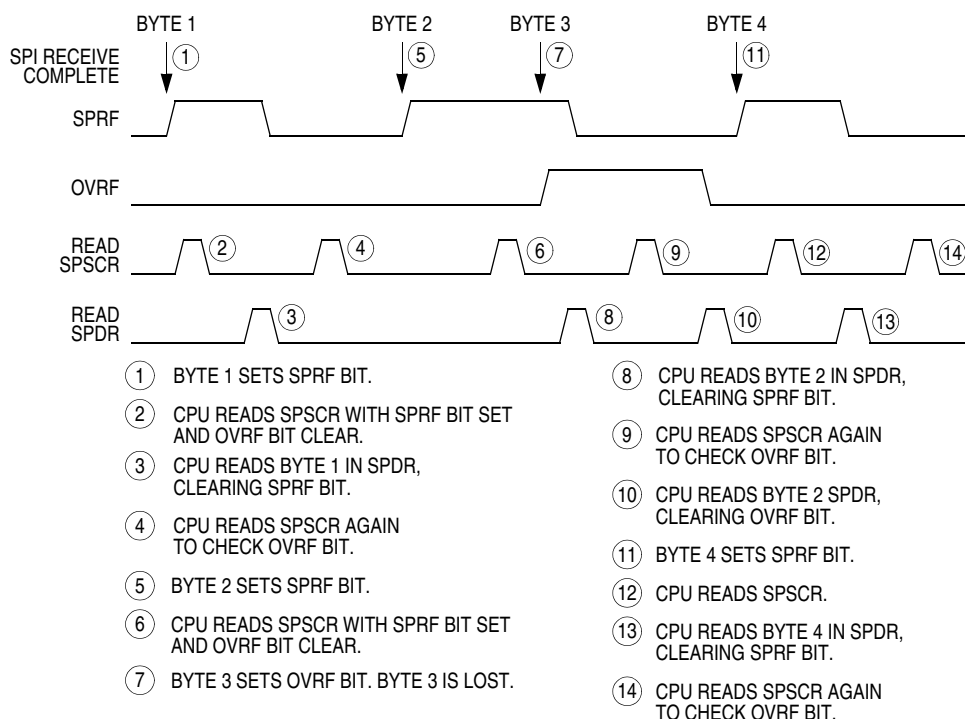 BYTE 1 BYTE 2 BYTE 3 BYTE 4
SPI RECEIVE
COMPLETE
1 5 7 11
SPRF
OVRF
READ
SPSCR
2 4 6 9 12 14
READ
SPDR
3 8 10 13
1 BYTE 1 SETS SPRF BIT.
2 CPU READS SPSCR WITH SPRF BIT SET
AND OVRF BIT CLEAR.
3 CPU READS BYTE 1 IN SPDR,
CLEARING SPRF BIT.
4 CPU READS SPSCR AGAIN
TO CHECK OVRF BIT.
5 BYTE 2 SETS SPRF BIT.
6 CPU READS SPSCR WITH SPRF BIT SET
AND OVRF BIT CLEAR.
7 BYTE 3 SETS OVRF BIT. BYTE 3 IS LOST.
8 CPU READS BYTE 2 IN SPDR,
CLEARING SPRF BIT.
9 CPU READS SPSCR AGAIN
TO CHECK OVRF BIT.
10 CPU READS BYTE 2 SPDR,
CLEARING OVRF BIT.
11 BYTE 4 SETS SPRF BIT.
12 CPU READS SPSCR.
13 CPU READS BYTE 4 IN SPDR,
CLEARING SPRF BIT.
14 CPU READS SPSCR AGAIN
TO CHECK OVRF BIT.